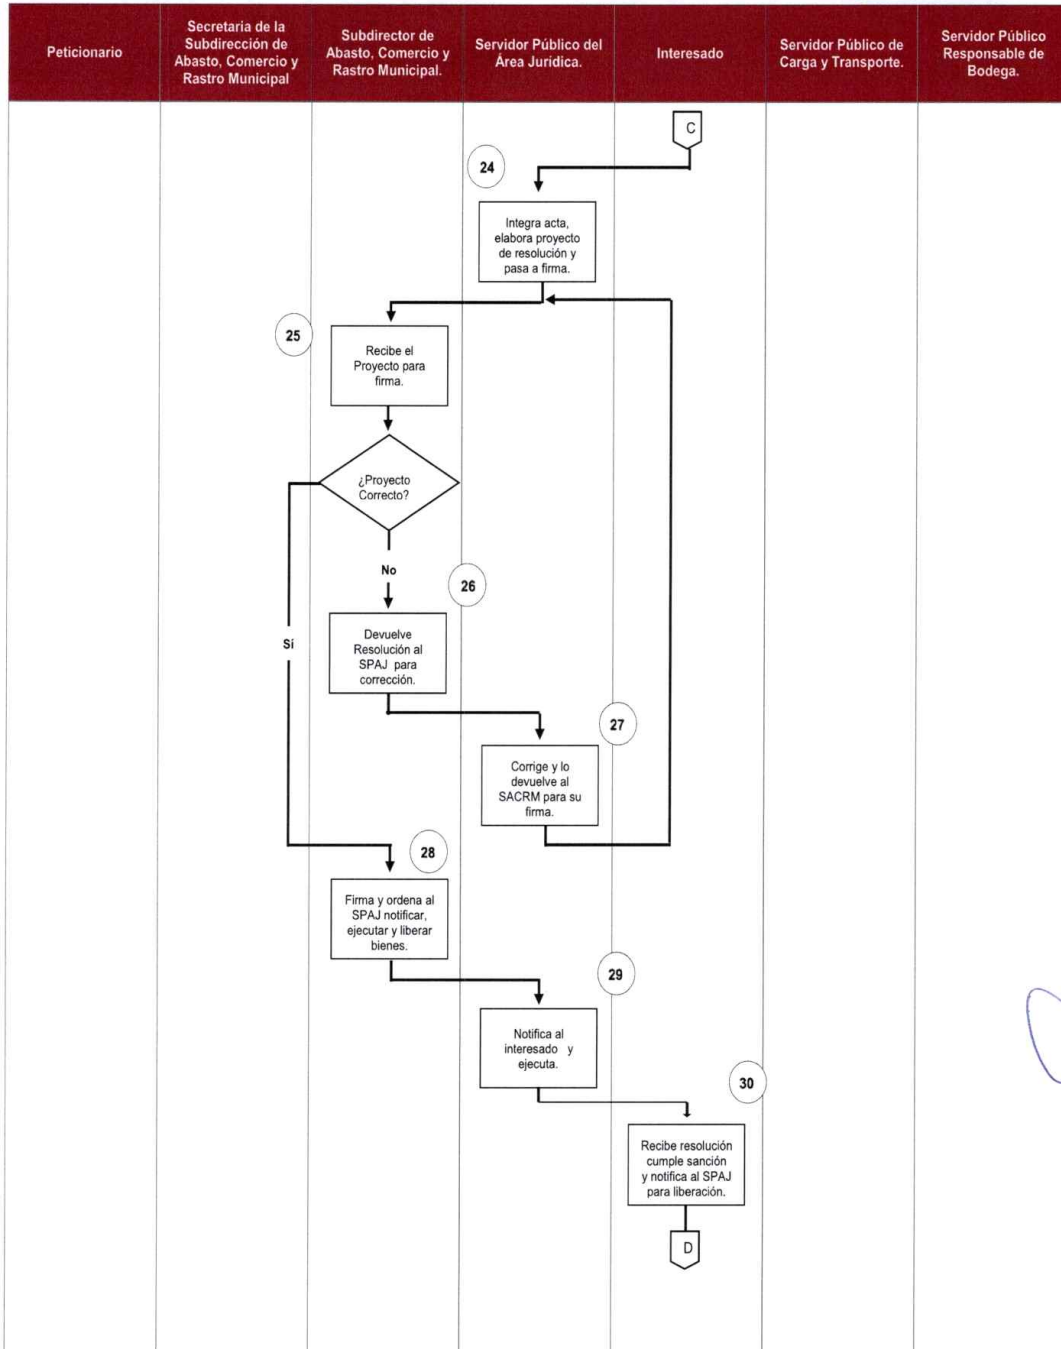 Peticionario
Secretaria de la
Subdirección de
Abasto, Comercio y
Rastro Municipal
Subdirector de
Abasto, Comercio y
Rastro Municipal.
Servidor Público del
Área Jurídica.
Interesado
Servidor Público de
Carga y Transporte.
Servidor Público
Responsable de
Bodega.
C
24
Integra acta,
elabora proyecto
de resolución y
pasa a firma.
25
Recibe el
Proyecto para
firma.
¿Proyecto
Correcto?
No
26
Sí
Devuelve
Resolución al
SPAJ para
corrección.
27
Corrige y lo
devuelve al
SACRM para su
firma.
28
Firma y ordena al
SPAJ notificar,
ejecutar y liberar
bienes.
29
Notifica al
interesado y
ejecuta.
30
Recibe resolución
cumple sanción
y notifica al SPAJ
para liberación.
D